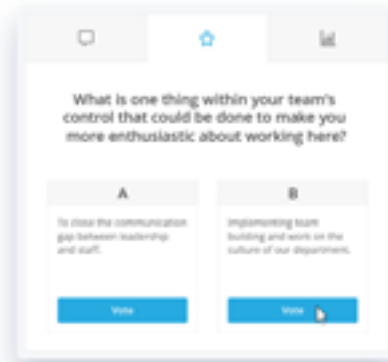 What is one thing within your team's
control that could be done to make you
more enthusiastic about working here?
A
To close the communication
gap between leadership
and staff.
Vote
B
Implementing team
building and work on the
culture of our department.
Vote